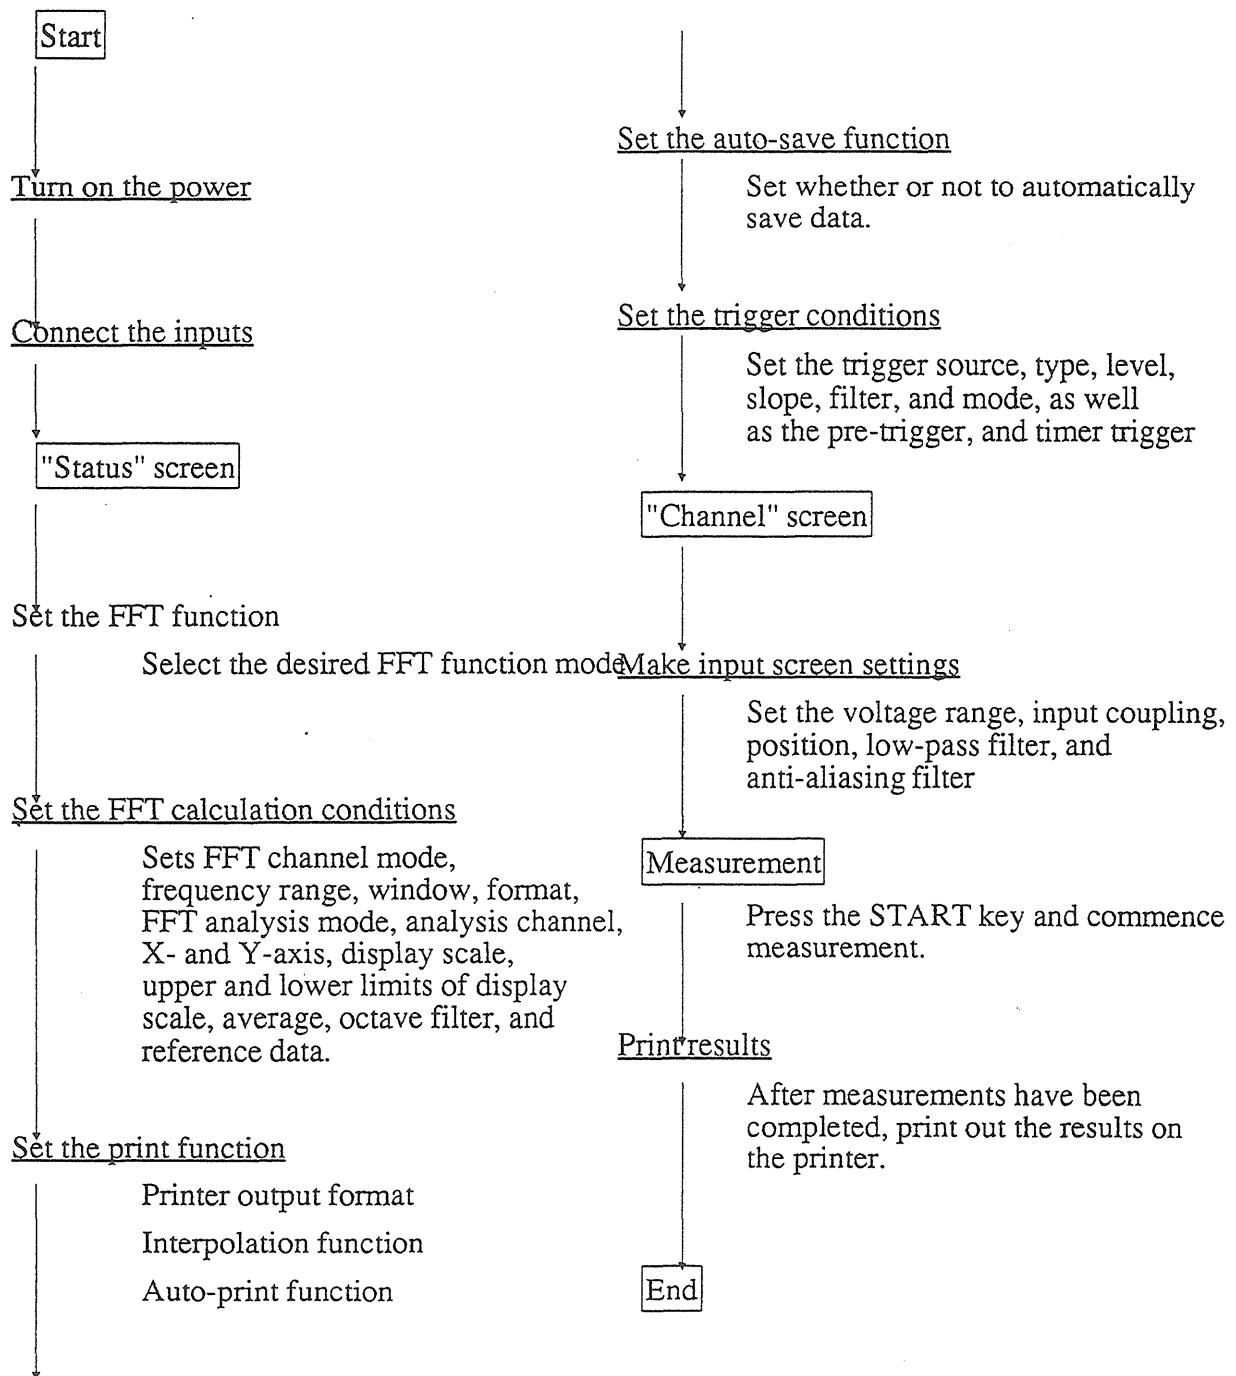 Start
Turn on the power
Connect the inputs
"Status" screen
Set the FFT function
Select the desired FFT function mode
Set the FFT calculation conditions
Sets FFT channel mode,
frequency range, window, format,
FFT analysis mode, analysis channel,
X- and Y-axis, display scale,
upper and lower limits of display
scale, average, octave filter, and
reference data.
Set the print function
Printer output format
Interpolation function
Auto-print function
Set the auto-save function
Set whether or not to automatically
save data.
Set the trigger conditions
Set the trigger source, type, level,
slope, filter, and mode, as well
as the pre-trigger, and timer trigger
"Channel" screen
Make input screen settings
Set the voltage range, input coupling,
position, low-pass filter, and
anti-aliasing filter
Measurement
Press the START key and commence
measurement.
Print results
After measurements have been
completed, print out the results on
the printer.
End